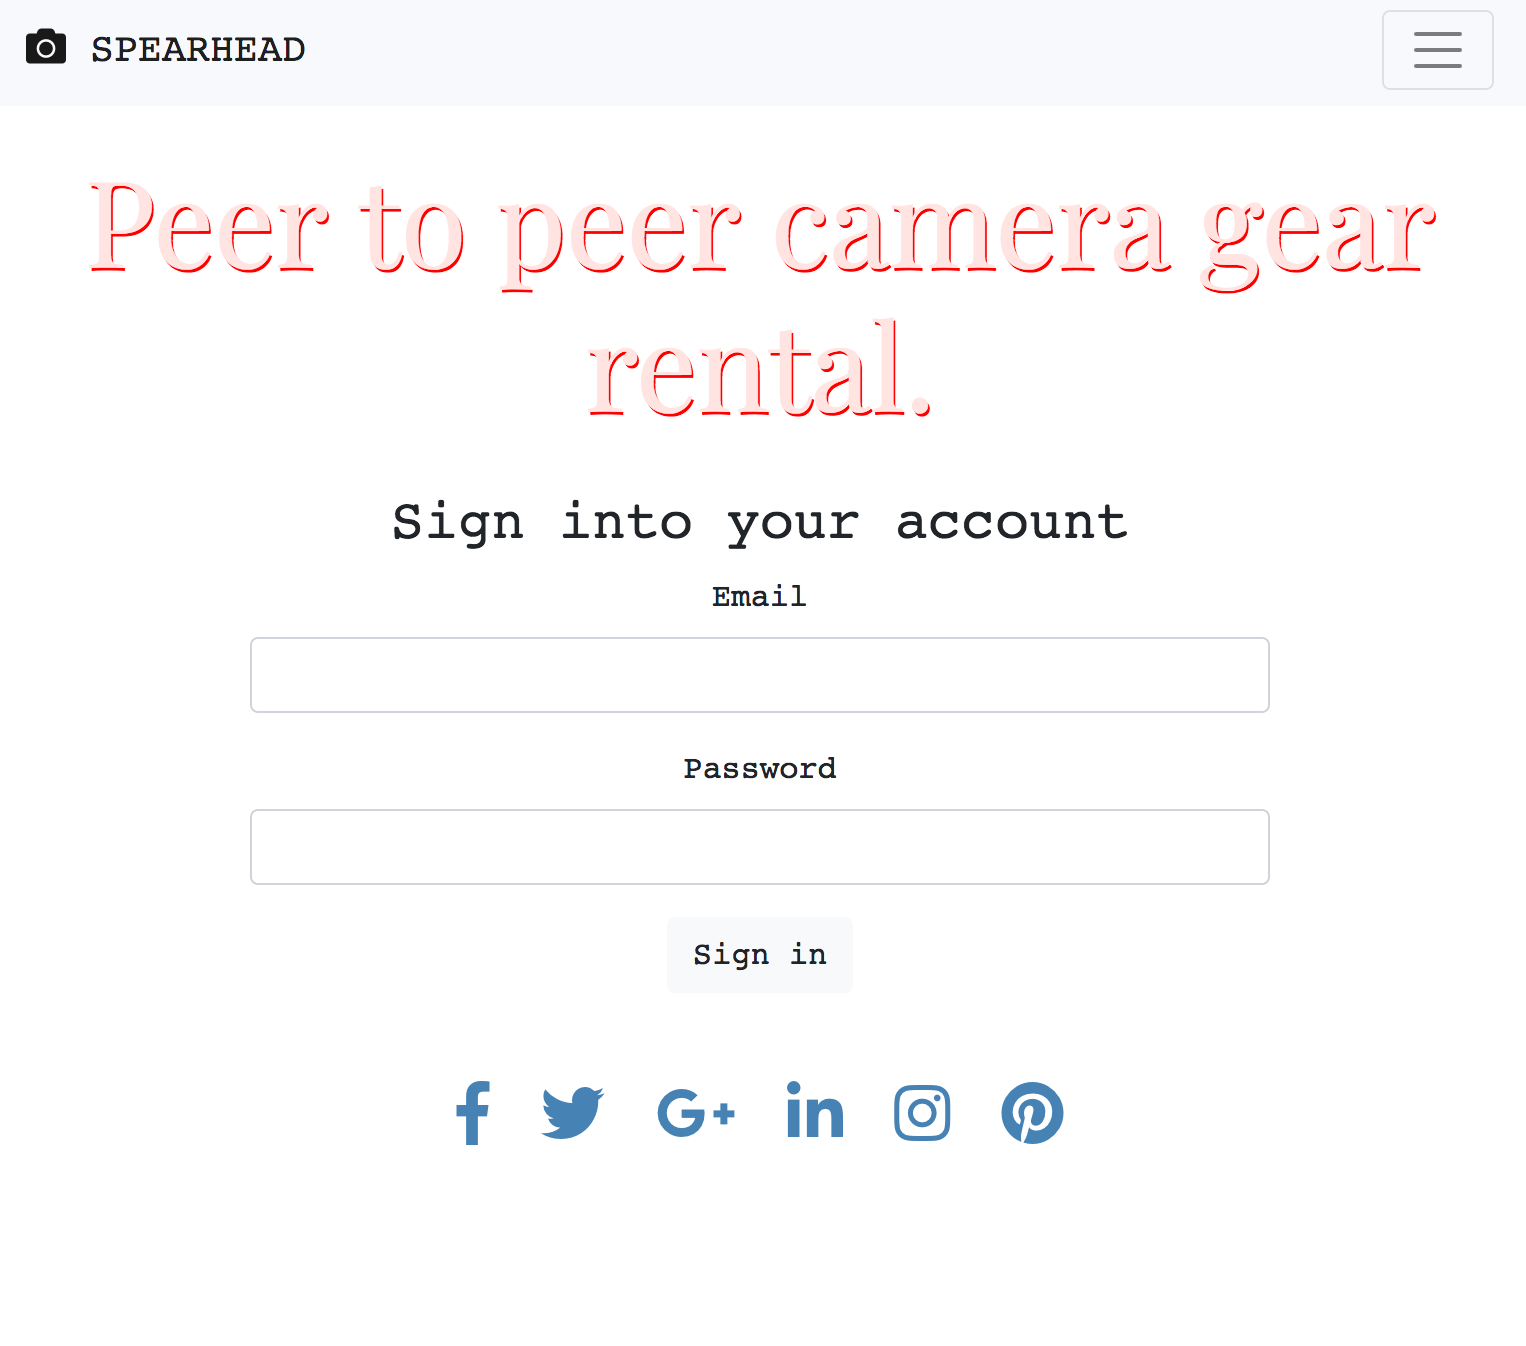 SPEARHEAD
Peer to peer camera gear
rental.
Sign into your account
Email
Password
Sign in